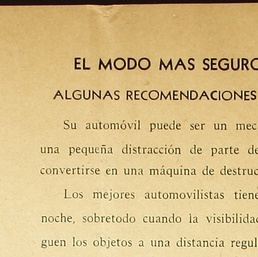 EL MODO MAS SEGURO
ALGUNAS RECOMENDACIONES
Su automóvil puede ser un mec
una pequeña distracción de parte de
convertirse en una máquina de destruc
Los mejores automovilistas tiene
noche, sobretodo cuando la visibilidad
guen los objetos a una distancia regul